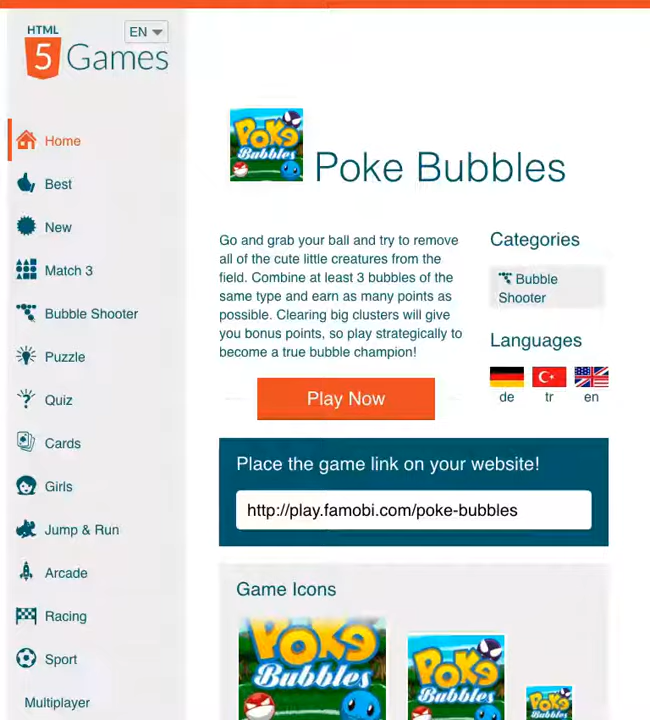 HTML
5 Games
EN
Home
Best
New
Match 3
Bubble Shooter
Puzzle
Quiz
Cards
Girls
Jump & Run
Arcade
Racing
Sport
Multiplayer
Poke
Bubbles
Poke Bubbles
Go and grab your ball and try to remove
all of the cute little creatures from the
field. Combine at least 3 bubbles of the
same type and earn as many points as
possible. Clearing big clusters will give
you bonus points, so play strategically to
become a true bubble champion!
Play Now
Categories
Bubble
Shooter
Languages
de tr en
Place the game link on your website!
http://play.famobi.com/poke-bubbles
Game Icons
Poke
Bubbles
Poke
Bubbles
Poke
Bubbles